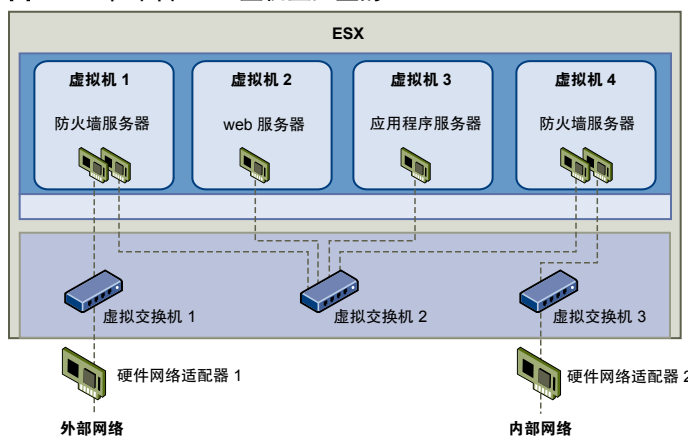 ESX
虚拟机 1
虚拟机 2
虚拟机 3
虚拟机 4
防火墙服务器
web 服务器
应用程序服务器
防火墙服务器
虚拟交换机 1
虚拟交换机 2
虚拟交换机 3
硬件网络适配器 1
硬件网络适配器 2
外部网络
内部网络